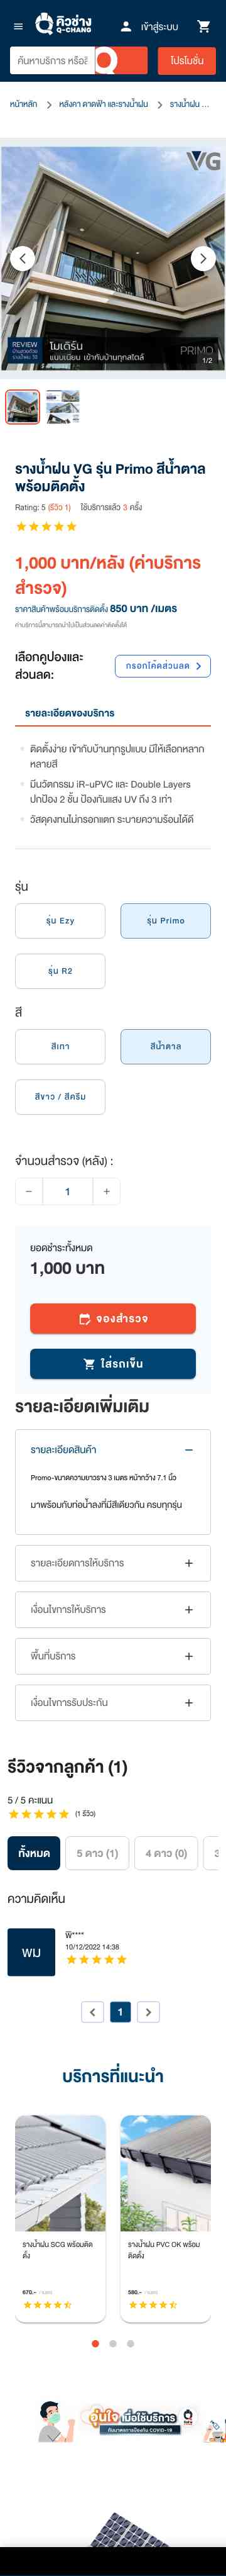 คิวช่าง
Q-CHANG
เข้าสู่ระบบ
ค้นหาบริการ หรือสิ
โปรโมชั่น
หน้าหลัก
หลังคา ดาดฟ้า และรางน้ำฝน
รางน้ำฝน ...
VG
REVIEW
โมเดิร์น
แบบเนียน เข้ากับบ้านทุกสไตล์
PRIMO
1/2
รางน้ำฝน VG รุ่น Primo สีน้ำตาล
พร้อมติดตั้ง
Rating: 5 (รีวิว 1) ใช้บริการแล้ว 3 ครั้ง
1,000 บาท/หลัง (ค่าบริการ
สำรวจ)
ราคาสินค้าพร้อมบริการติดตั้ง 850 บาท /เมตร
ค่าบริการนี้สามารถนำไปเป็นส่วนลดค่าติดตั้งได้
เลือกคูปองและ
ส่วนลด:
กรอกโค๊ดส่วนลด
รายละเอียดของบริการ
ติดตั้งง่าย เข้ากับบ้านทุกรูปแบบ มีให้เลือกหลาก
หลายสี
มีนวัตกรรม iR-uPVC และ Double Layers
ปกป้อง 2 ชั้น ป้องกันแสง UV ถึง 3 เท่า
วัสดุคงทนไม่กรอกแตก ระบายความร้อนได้ดี
รุ่น
รุ่น Ezy
รุ่น Primo
รุ่น R2
สี
สีเทา
สีน้ำตาล
สีขาว / สีครีม
จำนวนสำรวจ (หลัง) :
− 1 +
ยอดชำระทั้งหมด
1,000 บาท
จองสำรวจ
ใส่รถเข็น
รายละเอียดเพิ่มเติม
รายละเอียดสินค้า
Promo-ขนาดความยาวราง 3 เมตร หน้ากว้าง 7.1 นิ้ว
มาพร้อมกับท่อน้ำลงที่มีสีเดียวกัน ครบทุกรุ่น
รายละเอียดการให้บริการ
เงื่อนไขการให้บริการ
พื้นที่บริการ
เงื่อนไขการรับประกัน
รีวิวจากลูกค้า (1)
5 / 5 คะแนน
(1 รีวิว)
ทั้งหมด
5 ดาว (1)
4 ดาว (0)
3
ความคิดเห็น
พิ****
10/12/2022 14:38
พม
1
บริการที่แนะนำ
รางน้ำฝน SCG พร้อมติด
ตั้ง
670.-
รางน้ำฝน PVC OK พร้อม
ติดตั้ง
580.-
อุ่นใจ เมื่อใช้บริการ